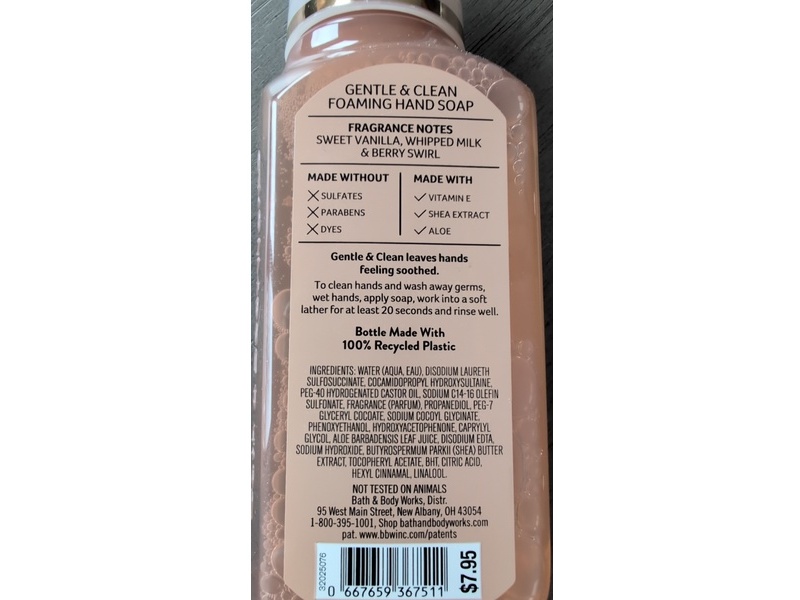 GENTLE & CLEAN
FOAMING HAND SOAP
FRAGRANCE NOTES
SWEET VANILLA, WHIPPED MILK
& BERRY SWIRL
MADE WITHOUT
SULFATES
PARABENS
DYES
MADE WITH
VITAMIN E
SHEA EXTRACT
ALOE
Gentle & Clean leaves hands
feeling soothed.
To clean hands and wash away germs,
wet hands, apply soap, work into a soft
lather for at least 20 seconds and rinse well.
Bottle Made With
100% Recycled Plastic
INGREDIENTS: WATER (AQUA, EAU), DISODIUM LAURETH
SULFOSUCCINATE, COCAMIDOPROPYL HYDROXYSULTAINE,
PEG-40 HYDROGENATED CASTOR OIL, SODIUM C14-16 OLEFIN
SULFONATE, FRAGRANCE (PARFUM), PROPANEDIOL, PEG-7
GLYCERYL COCOATE, SODIUM COCOYL GLYCINATE,
PHENOXYETHANOL, HYDROXYACETOPHENONE, CAPRYLYL
GLYCOL, ALOE BARBADENSIS LEAF JUICE, DISODIUM EDTA,
SODIUM HYDROXIDE, BUTYROSPERMUM PARKII (SHEA) BUTTER
EXTRACT, TOCOPHERYL ACETATE, BHT, CITRIC ACID,
HEXYL CINNAMAL, LINALOOL.
NOT TESTED ON ANIMALS
Bath & Body Works, Distr.
95 West Main Street, New Albany, OH 43054
1-800-395-1001, Shop bathandbodyworks.com
pat. www.bbwinc.com/patents
32025076
0 667659 367511
$7.95